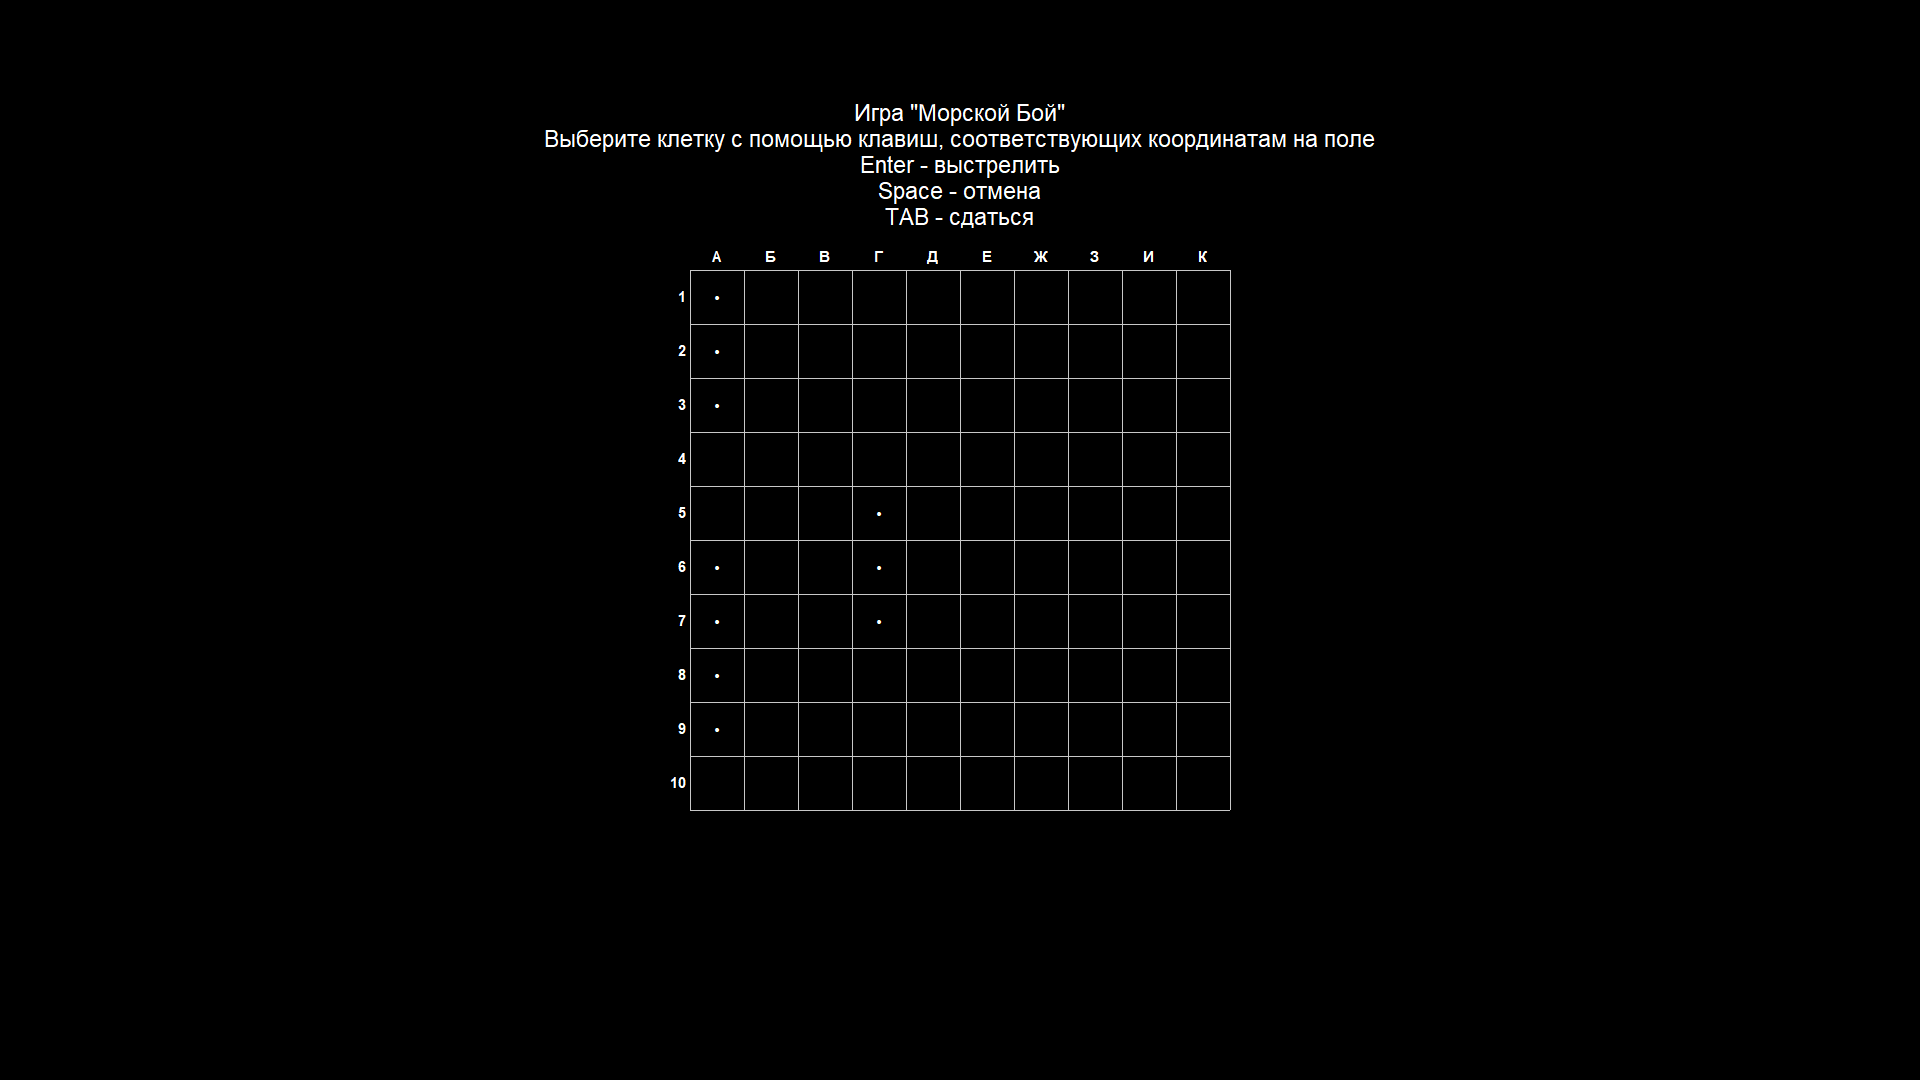 Игра "Морской Бой"
Выберите клетку с помощью клавиш, соответствующих координатам на поле
Enter - выстрелить
Space - отмена
TAB - сдаться
А Б В Г Д Е Ж З И К
1
2
3
4
5
6
7
8
9
10